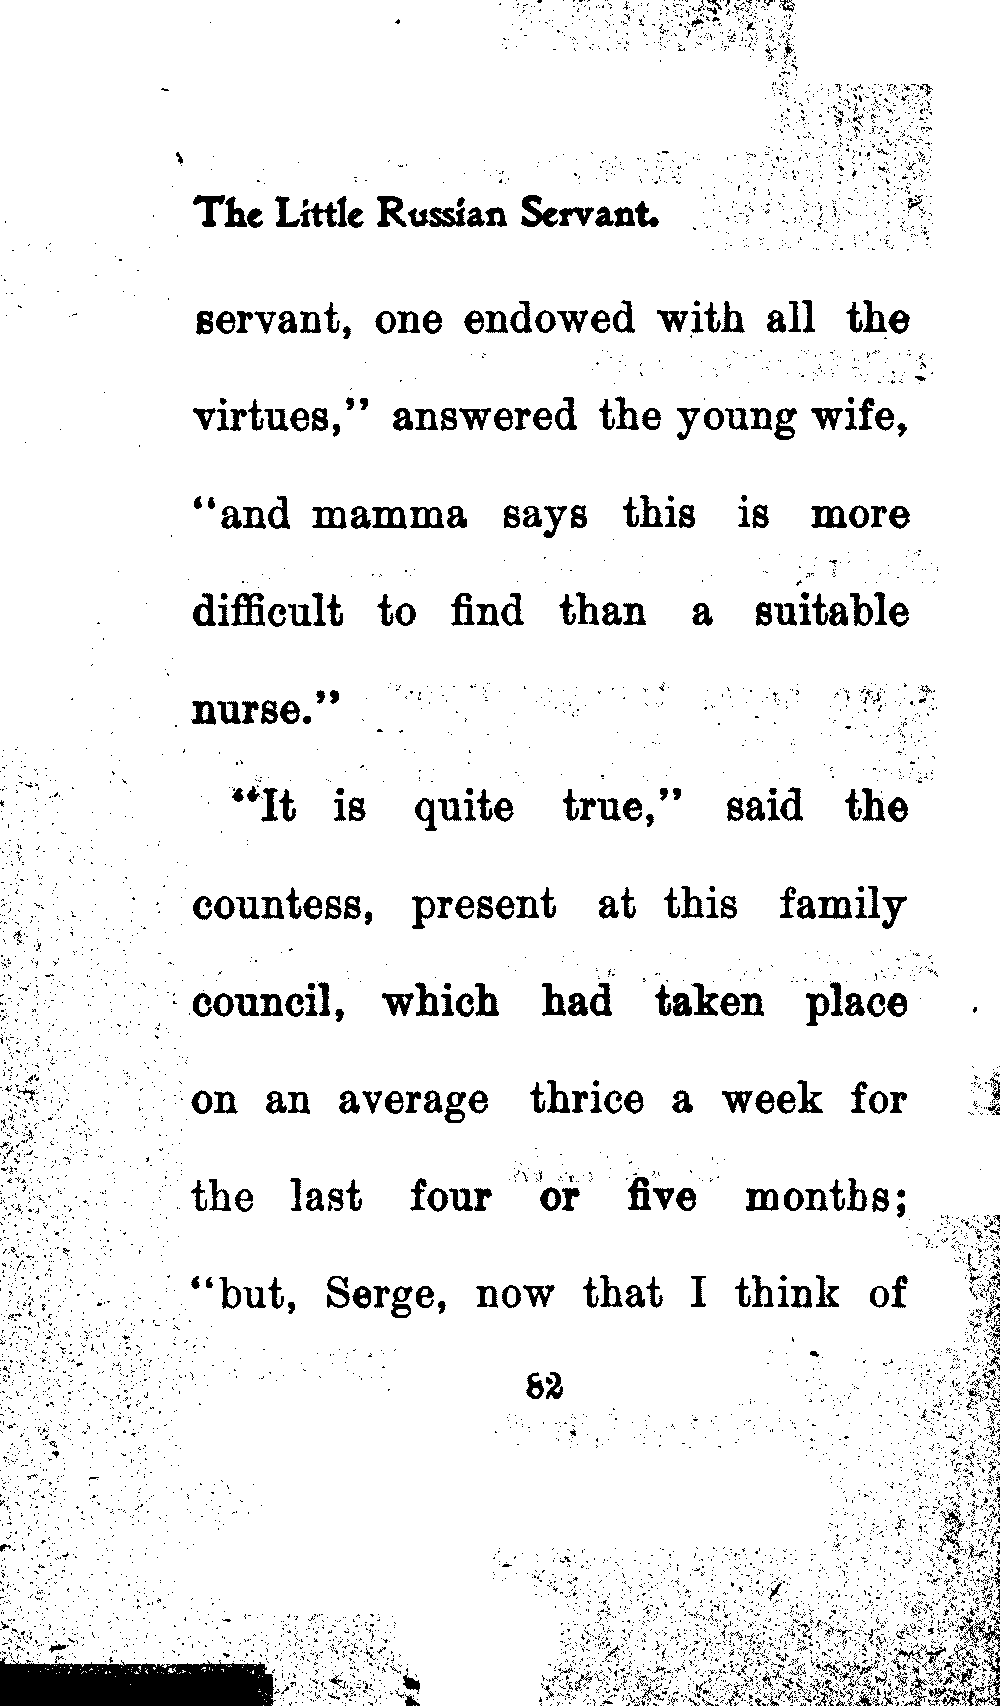 The Little Russian Servant.
servant, one endowed with all the
virtues,” answered the young wife,
“and mamma says this is more
difficult to find than a suitable
nurse.”
“It is quite true,” said the
countess, present at this family
council, which had taken place
on an average thrice a week for
the last four or five months;
“but, Serge, now that I think of
82